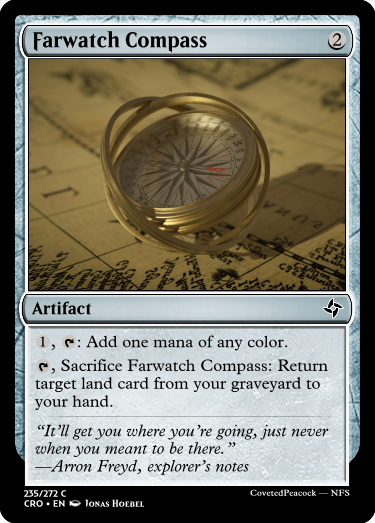 Farwatch Compass 2
Artifact
1, : Add one mana of any color.
, Sacrifice Farwatch Compass: Return
target land card from your graveyard to
your hand.
“It’ll get you where you’re going, just never
when you meant to be there.”
—Arron Freyd, explorer’s notes
235/272 C
CRO • EN Jonas Hoebel
CovetedPeacock — NFS